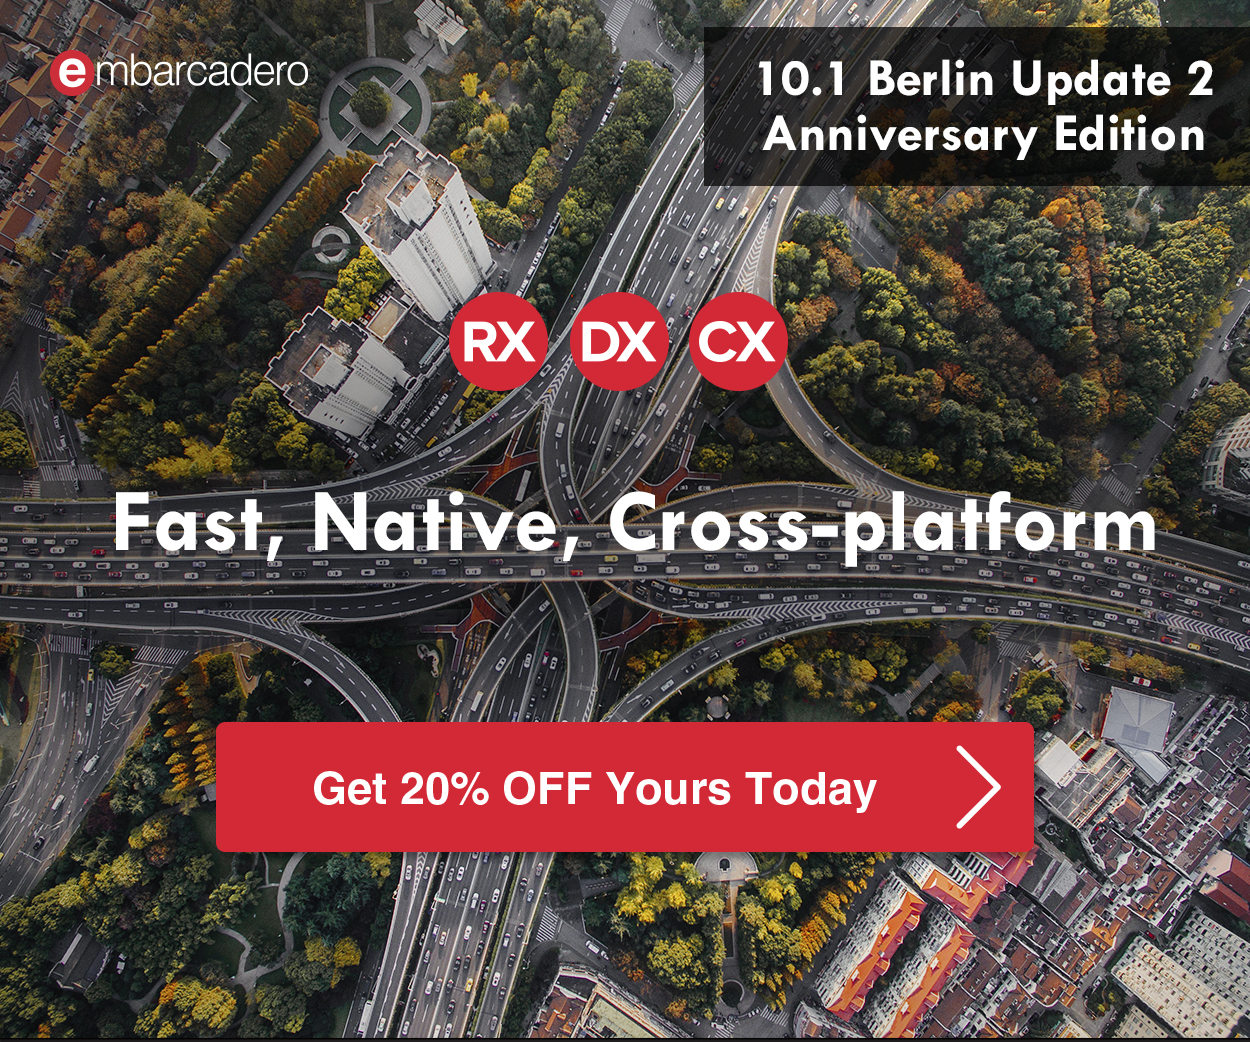 embarcadero
10.1 Berlin Update 2
Anniversary Edition
RX DX CX
Fast, Native, Cross-platform
Get 20% OFF Yours Today